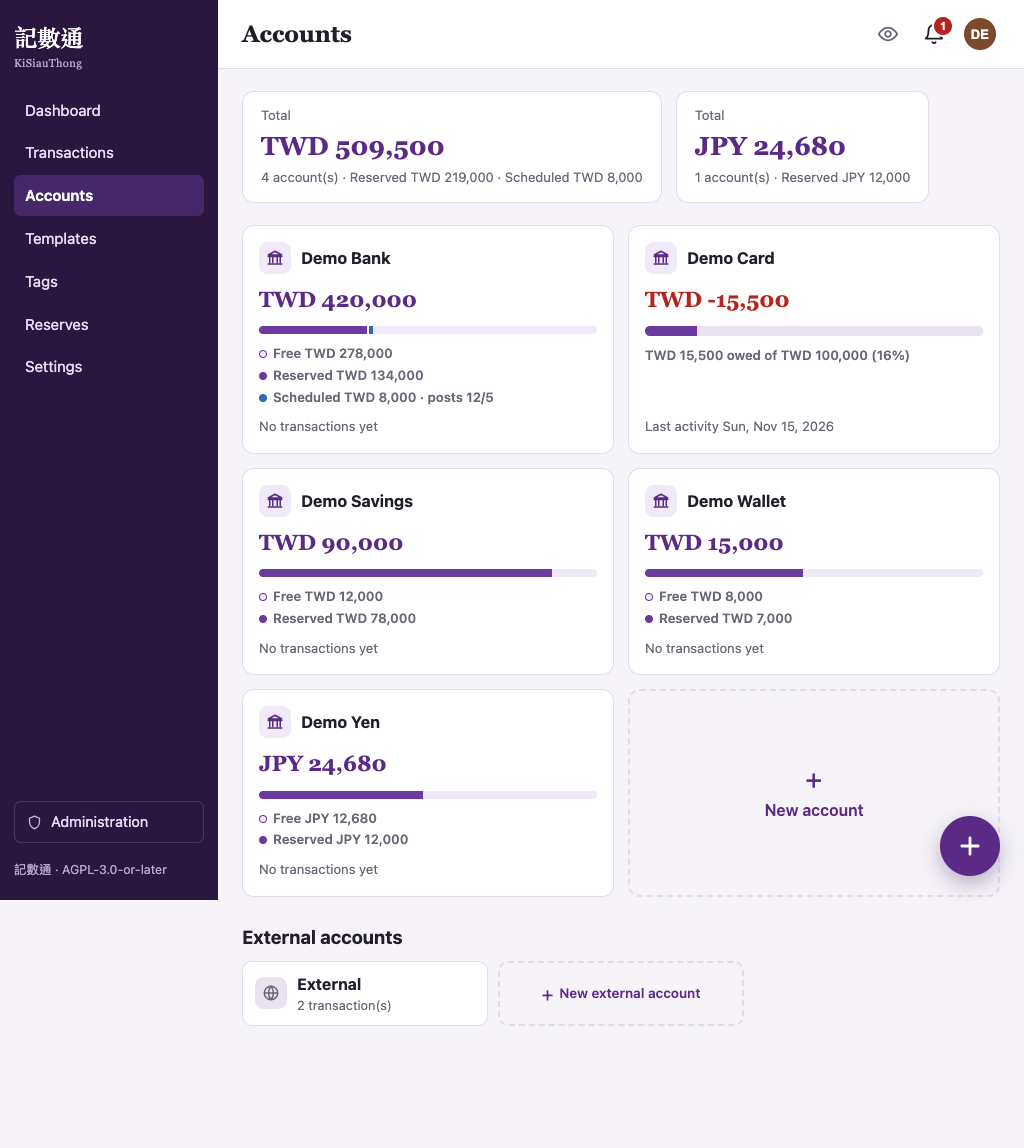 記數通
KiSiauThong
Dashboard
Transactions
Accounts
Templates
Tags
Reserves
Settings
Administration
記數通 · AGPL-3.0-or-later
Accounts
1
DE
Total
TWD 509,500
4 account(s) · Reserved TWD 219,000 · Scheduled TWD 8,000
Total
JPY 24,680
1 account(s) · Reserved JPY 12,000
Demo Bank
TWD 420,000
Free TWD 278,000
Reserved TWD 134,000
Scheduled TWD 8,000 · posts 12/5
No transactions yet
Demo Card
TWD -15,500
TWD 15,500 owed of TWD 100,000 (16%)
Last activity Sun, Nov 15, 2026
Demo Savings
TWD 90,000
Free TWD 12,000
Reserved TWD 78,000
No transactions yet
Demo Wallet
TWD 15,000
Free TWD 8,000
Reserved TWD 7,000
No transactions yet
Demo Yen
JPY 24,680
Free JPY 12,680
Reserved JPY 12,000
No transactions yet
+
New account
+
External accounts
External
2 transaction(s)
+ New external account